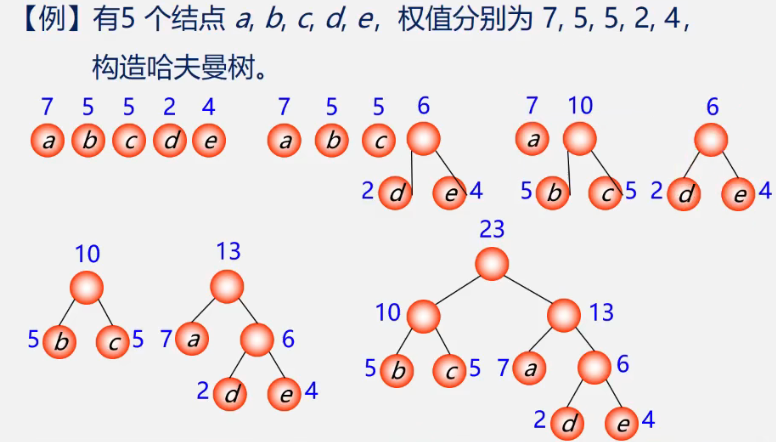 【例】有5 个结点 a, b, c, d, e, 权值分别为 7, 5, 5, 2, 4,
构造哈夫曼树。
7 5 5 2 4 7 5 5 6 7 10 6
a b c d e a b c a
2 d e 4 5 b c 5 2 d e 4
23
10 13
10 13
5 b c 5 7 a 6
5 b c 5 7 a 6
2 d e 4
2 d e 4